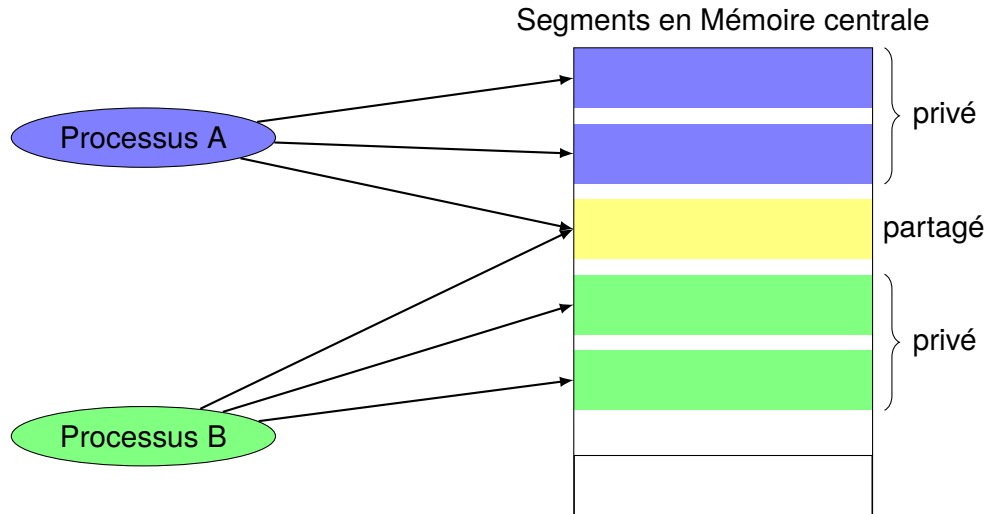 Segments en Mémoire centrale
Processus A
privé
partagé
privé
Processus B